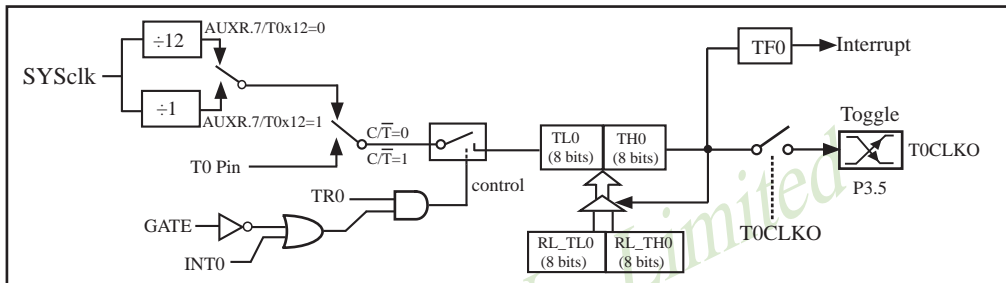 AUXR.7/T0x12=0
÷12
SYSclk
÷1
AUXR.7/T0x12=1
T0 Pin
C/T̅=0
C/T̅=1
TR0
GATE
INT0
control
TL0
(8 bits)
TH0
(8 bits)
RL_TL0
(8 bits)
RL_TH0
(8 bits)
TF0
Interrupt
Toggle
T0CLKO
P3.5
T0CLKO
Limited